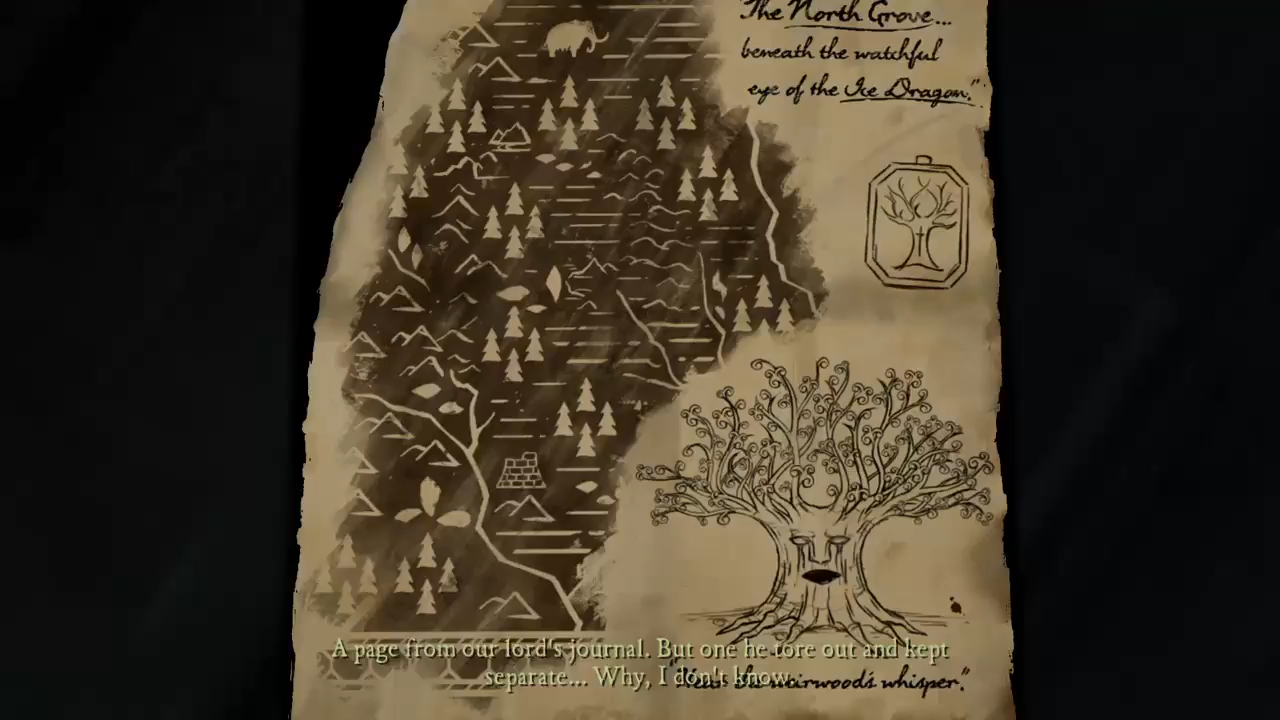 The North Grove...
beneath the watchful
eye of the Ice Dragon."
A page from our lord's journal. But one he tore out and kept
separate... Why, I don't know.
weirwood's whisper."